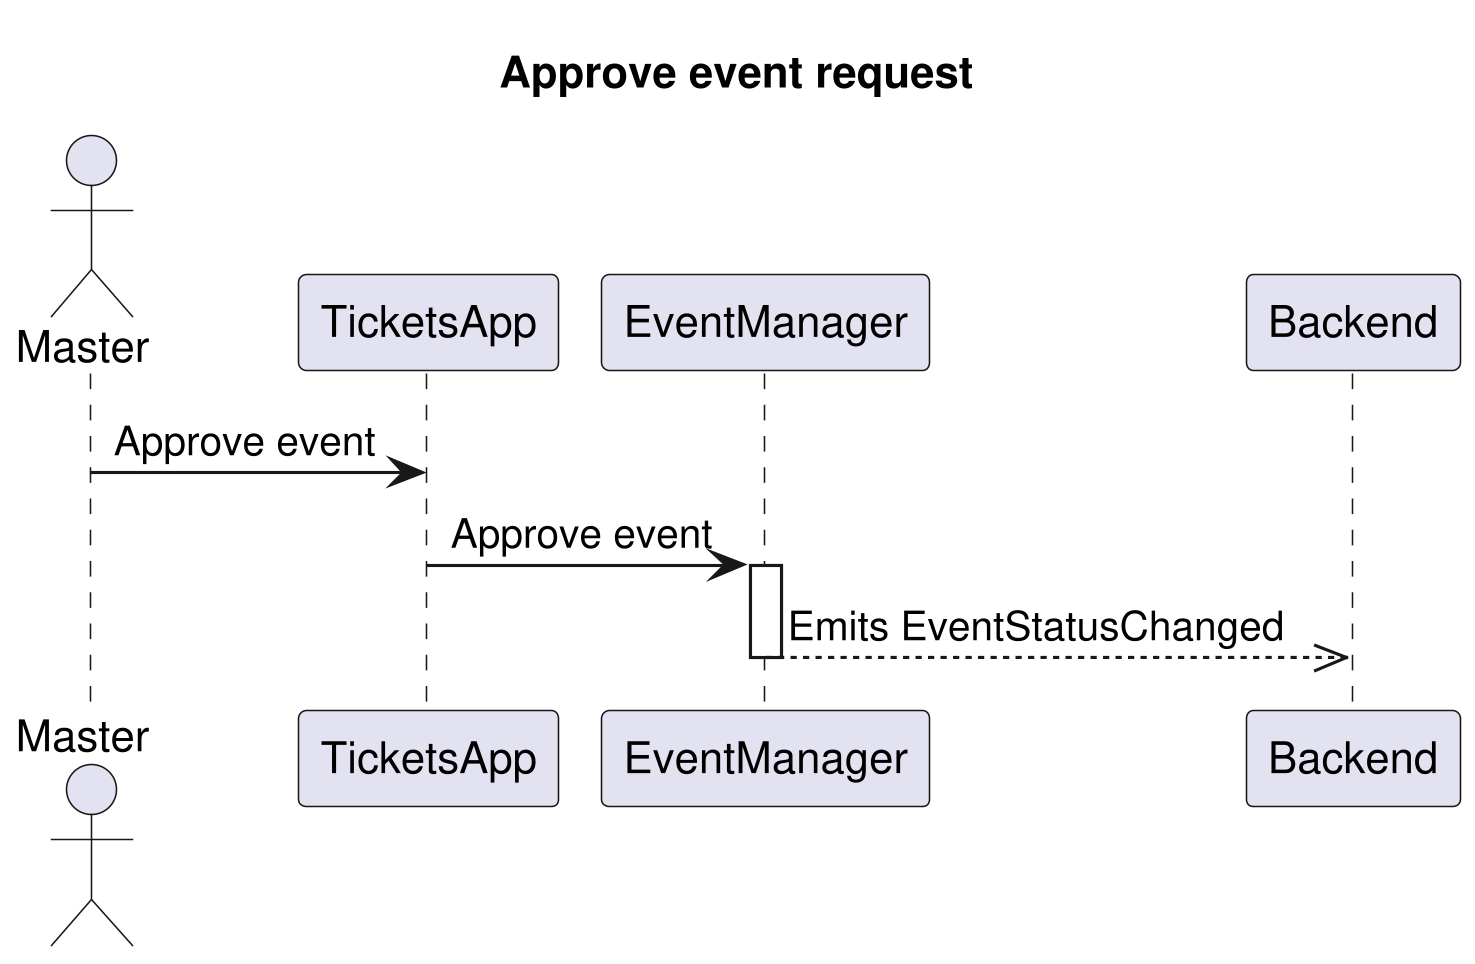 Approve event request
Master
TicketsApp
EventManager
Backend
Approve event
Approve event
Emits EventStatusChanged
Master
TicketsApp
EventManager
Backend